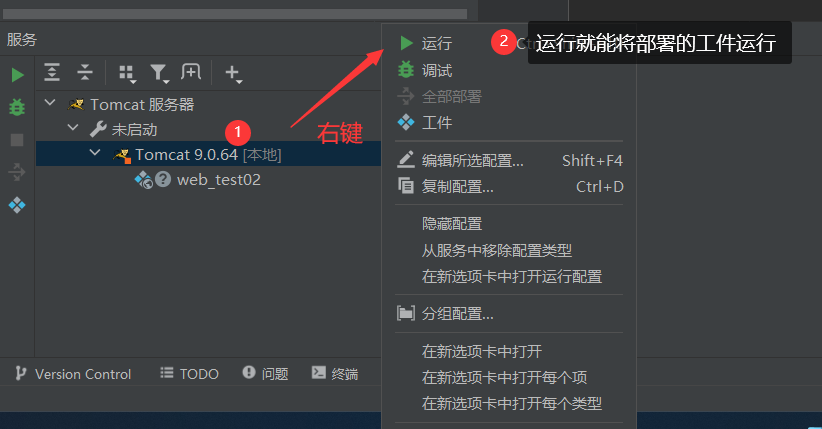 服务
Tomcat 服务器
未启动
1
Tomcat 9.0.64 [本地]
web_test02
右键
运行
2
运行就能将部署的工件运行
调试
全部部署
工件
编辑所选配置... Shift+F4
复制配置... Ctrl+D
隐藏配置
从服务中移除配置类型
在新选项卡中打开运行配置
分组配置...
在新选项卡中打开
在新选项卡中打开每个项
在新选项卡中打开每个类型
Version Control
TODO
问题
终端